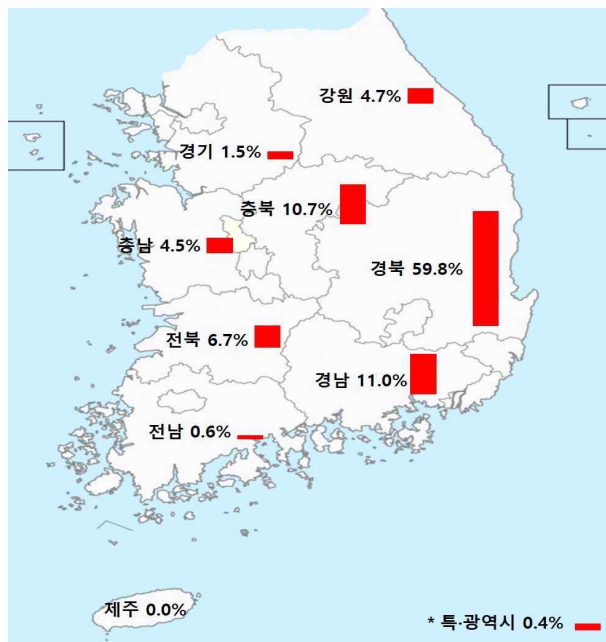 강원 4.7%
경기 1.5%
충북 10.7%
충남 4.5%
경북 59.8%
전북 6.7%
경남 11.0%
전남 0.6%
제주 0.0%
* 특·광역시 0.4%